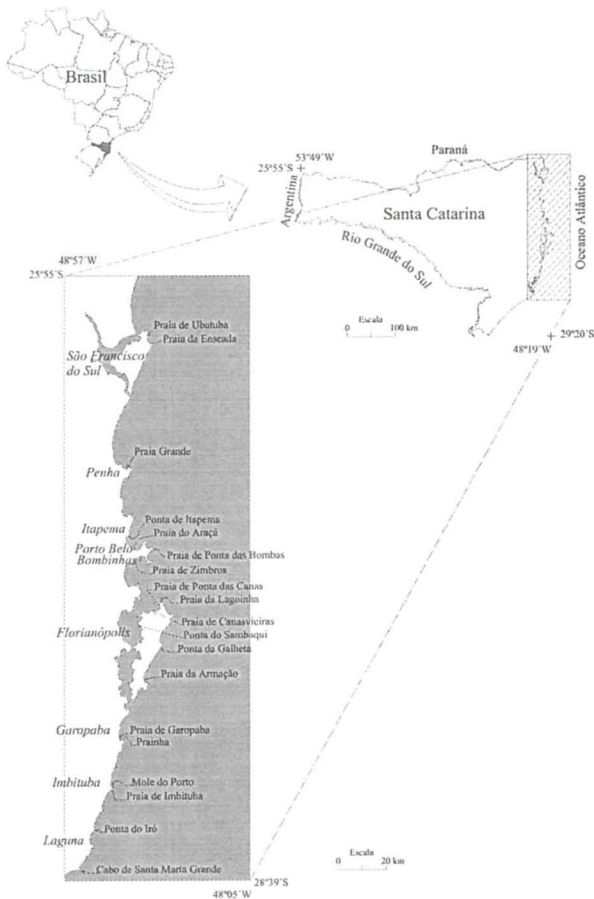 Brasil
53°49´W
25°55´S
Paraná
Argentina
Santa Catarina
Rio Grande do Sul
Oceano Atlântico
Escala
0 100 km
29°20´S
48°19´W
48°57´W
25°55´S
Praia de Ubatuba
Praia da Enseada
São Francisco
do Sul
Praia Grande
Penha
Itapema
Ponta de Itapema
Praia do Araçá
Porto Belo
Bombinhas
Praia de Ponta das Bombas
Praia de Zimbros
Praia de Ponta das Canas
Praia da Lagoinha
Florianópolis
Praia de Canasvieiras
Ponta do Sambaqui
Ponta da Galheta
Praia da Armação
Garopaba
Praia de Garopaba
Prainha
Imbituba
Mole do Porto
Praia de Imbituba
Ponta do Iró
Laguna
Cabo de Santa Marta Grande
28°39´S
48°05´W
Escala
0 20 km